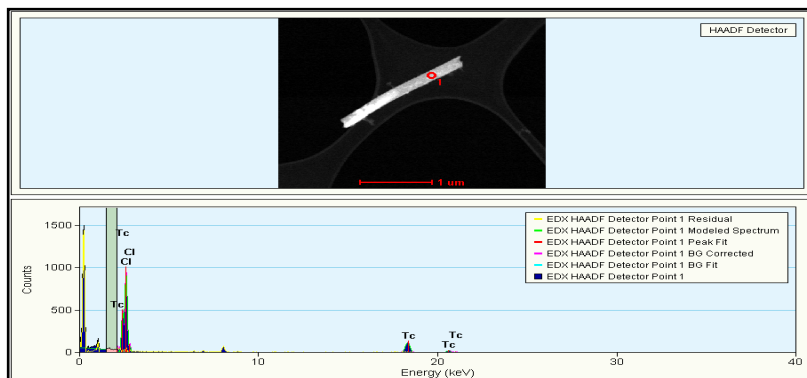 HAADF Detector
1
1 um
1500
1000
500
0
Counts
Tc
Cl
Cl
Tc
Tc
Tc
Tc
EDX HAADF Detector Point 1 Residual
EDX HAADF Detector Point 1 Modeled Spectrum
EDX HAADF Detector Point 1 Peak Fit
EDX HAADF Detector Point 1 BG Corrected
EDX HAADF Detector Point 1 BG Fit
EDX HAADF Detector Point 1
0 10 20 30 40
Energy (keV)